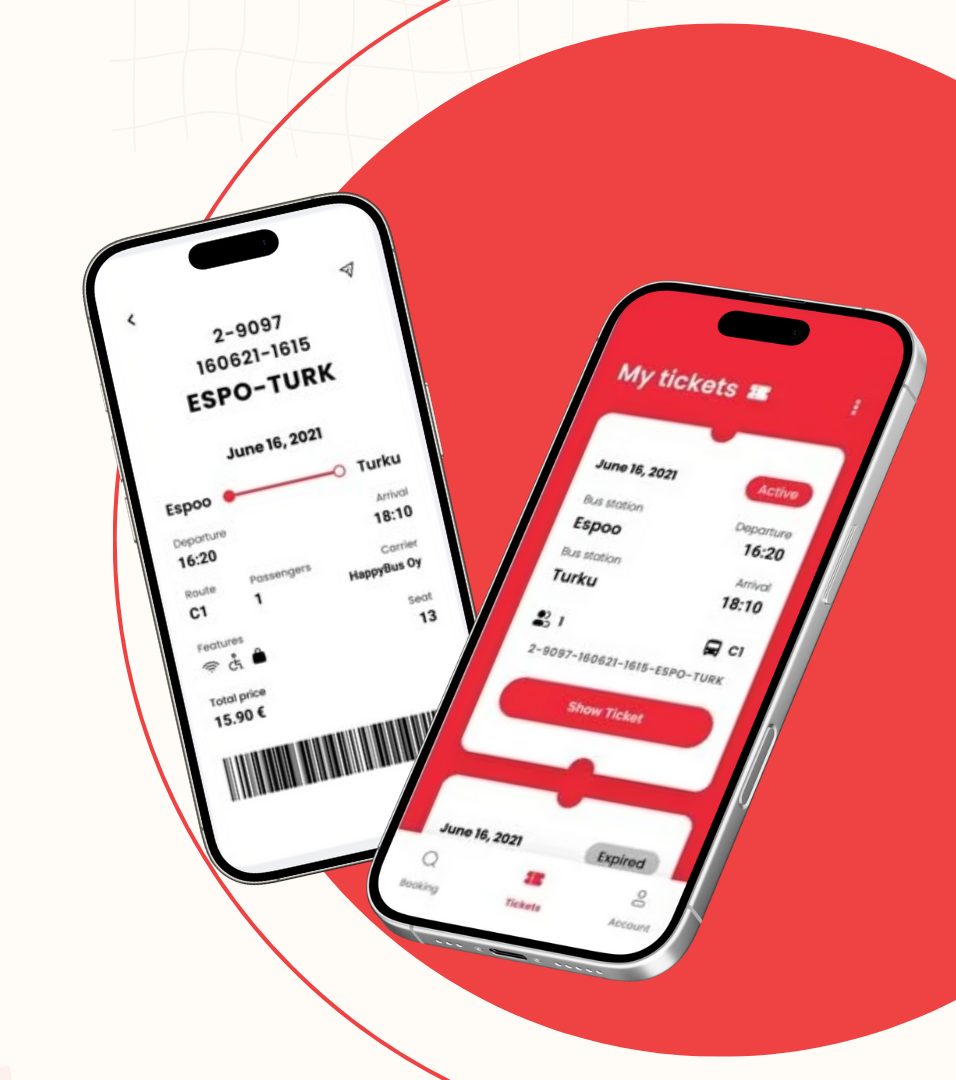 2-9097
160621-1615
ESPO-TURK
June 16, 2021
Espoo
Turku
Departure
16:20
Arrival
18:10
Route
C1
Passengers
1
Carrier
HappyBus Oy
Features
Seat
13
Total price
15.90 €
My tickets
June 16, 2021
Active
Bus station
Espoo
Departure
16:20
Bus station
Turku
Arrival
18:10
1
C1
2-9097-160621-1615-ESPO-TURK
Show Ticket
June 16, 2021
Expired
Booking
Tickets
Account